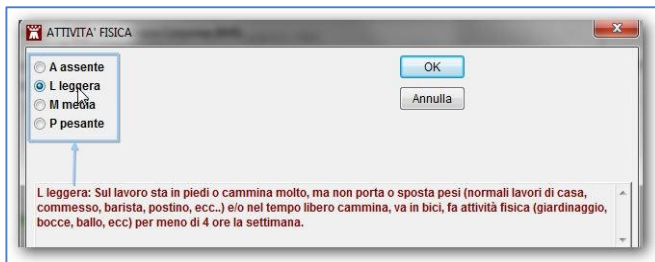 ATTIVITA' FISICA
A assente
L leggera
M media
P pesante
OK
Annulla
L leggera: Sul lavoro sta in piedi o cammina molto, ma non porta o sposta pesi (normali lavori di casa,
commesso, barista, postino, ecc..) e/o nel tempo libero cammina, va in bici, fa attività fisica (giardinaggio,
bocce, ballo, ecc) per meno di 4 ore la settimana.